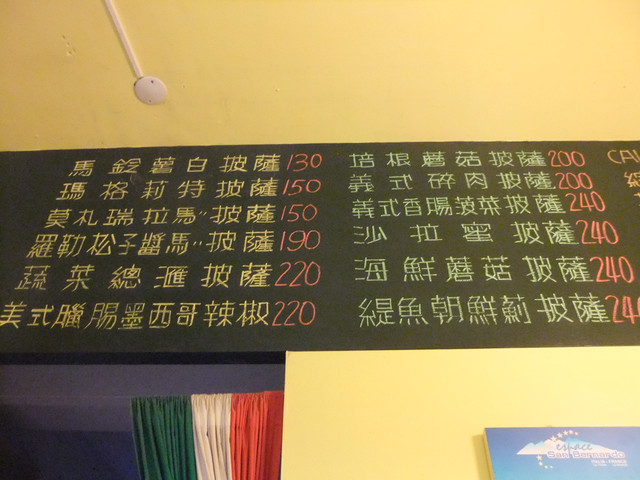 馬鈴薯白披薩130
瑪格莉特披薩150
莫札瑞拉馬"披薩150
羅勒松子醬馬"披薩190
蔬菜總滙披薩220
美式臘腸墨西哥辣椒220
培根蘑菇披薩200
義式碎肉披薩200
義式香腸菠菜披薩240
沙拉蜜披薩240
海鮮蘑菇披薩240
鯷魚朝鮮薊披薩24
CAL
espace
San Bernardo
ITALIA-FRANCE